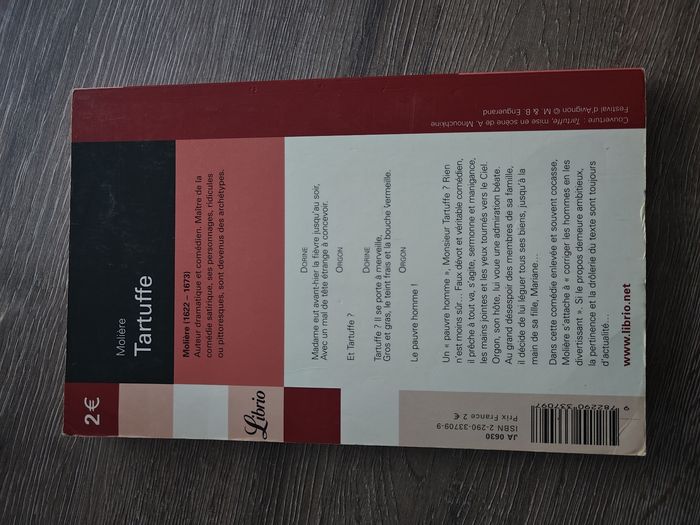 2 €
Molière
Tartuffe
Molière (1622 – 1673)
Auteur dramatique et comédien. Maître de la
comédie satirique, ses personnages, ridicules
ou pittoresques, sont devenus des archétypes.
Librio
DORINE
Madame eut avant-hier la fièvre jusqu'au soir,
Avec un mal de tête étrange à concevoir.
ORGON
Et Tartuffe ?
DORINE
Tartuffe ? Il se porte à merveille,
Gros et gras, le teint frais et la bouche vermeille.
ORGON
Le pauvre homme !
Un « pauvre homme », Monsieur Tartuffe ? Rien
n'est moins sûr... Faux dévot et véritable comédien,
il prêche à tout va, s'agite, sermonne et manigance,
les mains jointes et les yeux tournés vers le Ciel.
Orgon, son hôte, lui voue une admiration béate.
Au grand désespoir des membres de sa famille,
il décide de lui léguer tous ses biens, jusqu'à la
main de sa fille, Mariane...
Dans cette comédie enlevée et souvent cocasse,
Molière s'attache à « corriger les hommes en les
divertissant ». Si le propos demeure ambitieux,
la pertinence et la drôlerie du texte sont toujours
d'actualité...
www.librio.net
JA 0630
ISBN 2-290-33709-9
Prix France 2 €
9 782290 337097
Couverture : Tartuffe, mise en scène de A. Mnouchkine
Festival d'Avignon © M. & B. Enguerand